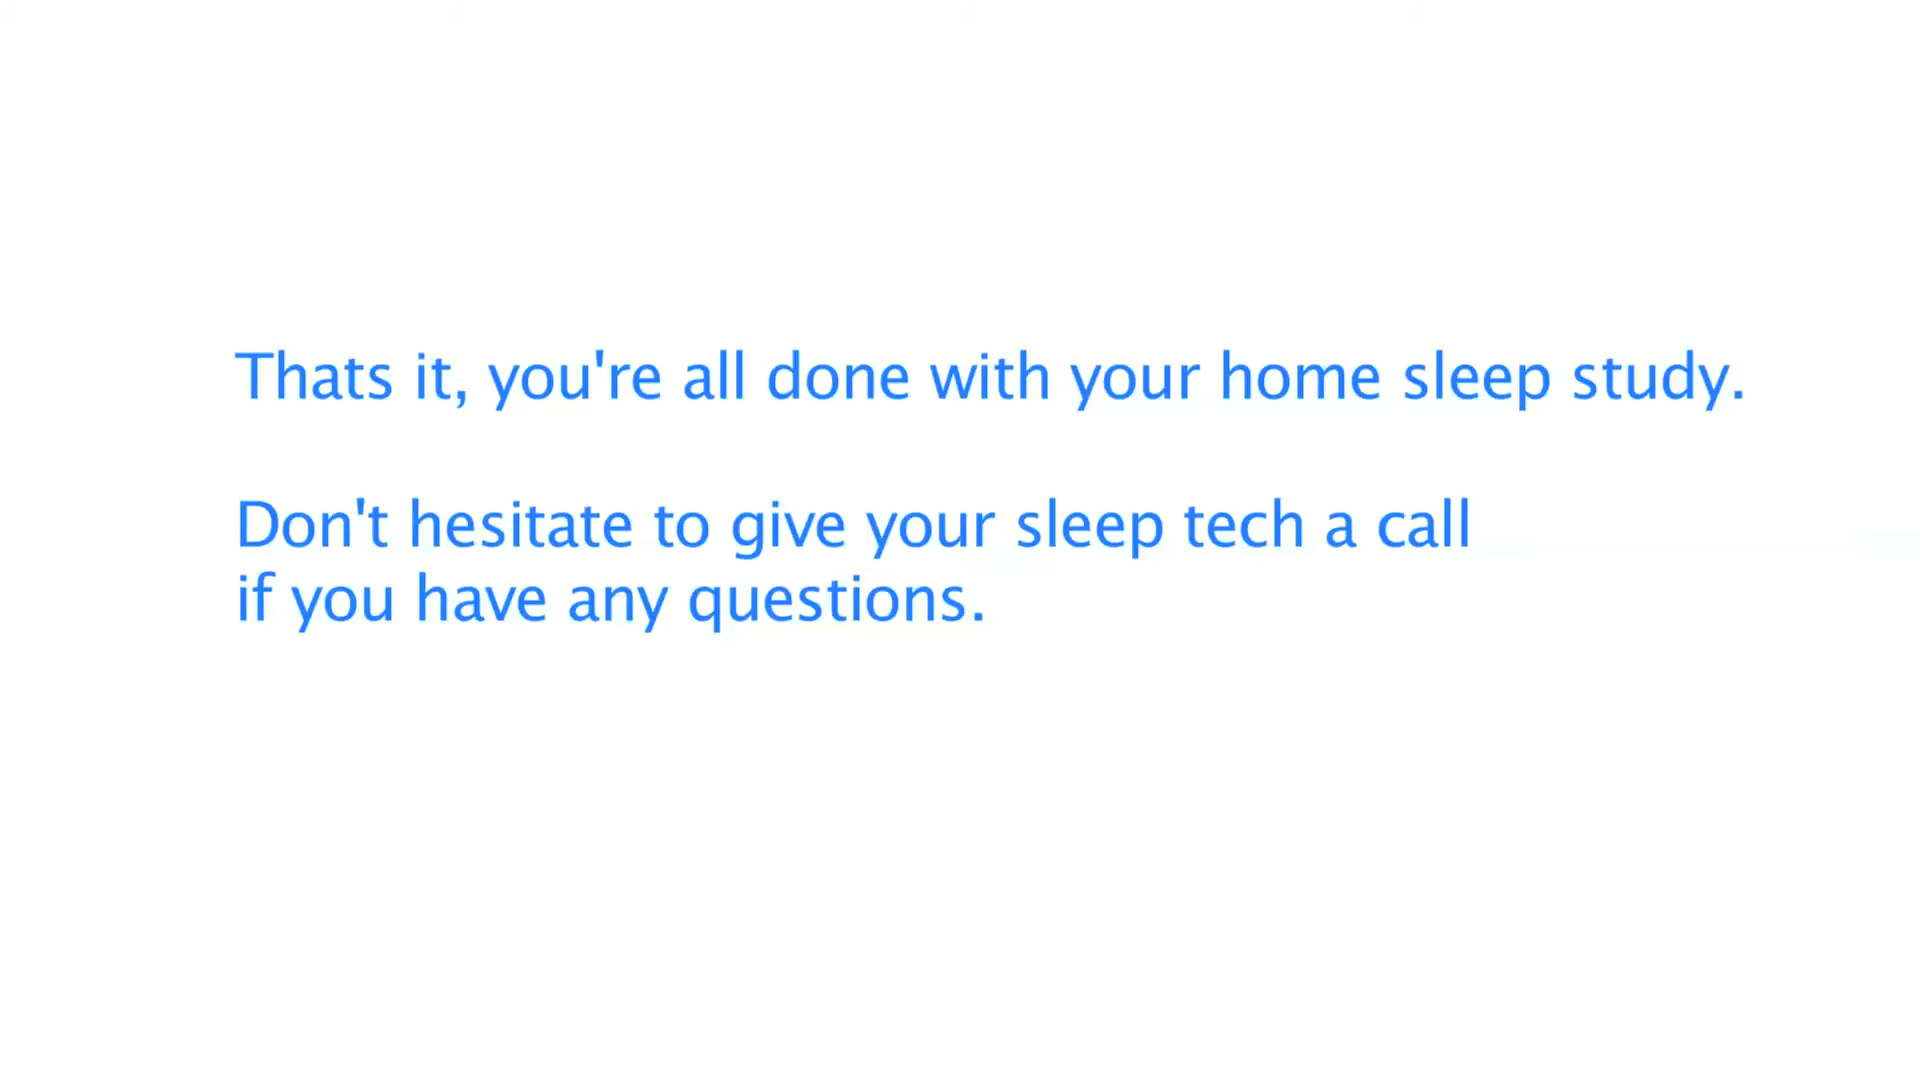 Thats it, you're all done with your home sleep study.
Don't hesitate to give your sleep tech a call
if you have any questions.